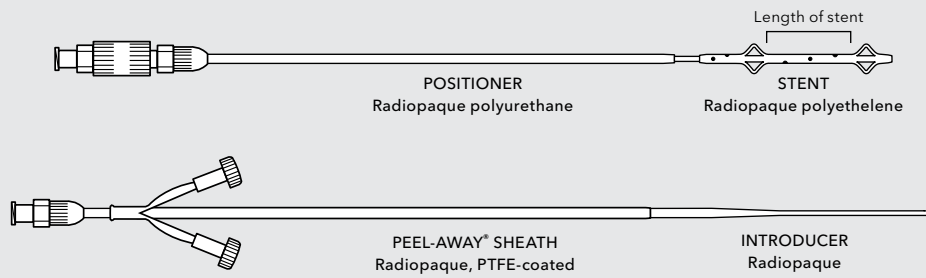 Length of stent
POSITIONER
Radiopaque polyurethane
STENT
Radiopaque polyethelene
PEEL-AWAY® SHEATH
Radiopaque, PTFE-coated
INTRODUCER
Radiopaque